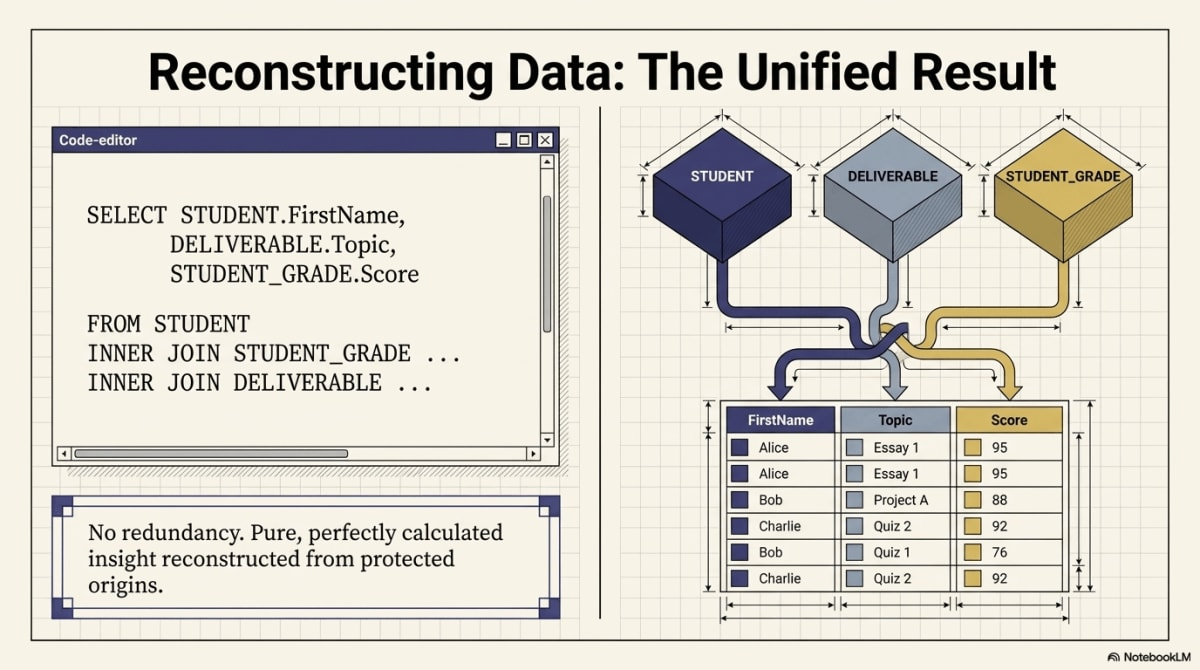 Reconstructing Data: The Unified Result
Code-editor
SELECT STUDENT.FirstName,
DELIVERABLE.Topic,
STUDENT_GRADE.Score
FROM STUDENT
INNER JOIN STUDENT_GRADE ...
INNER JOIN DELIVERABLE ...
No redundancy. Pure, perfectly calculated
insight reconstructed from protected
origins.
STUDENT DELIVERABLE STUDENT_GRADE
FirstName Topic Score
Alice Essay 1 95
Alice Essay 1 95
Bob Project A 88
Charlie Quiz 2 92
Bob Quiz 1 76
Charlie Quiz 2 92
NotebookLM